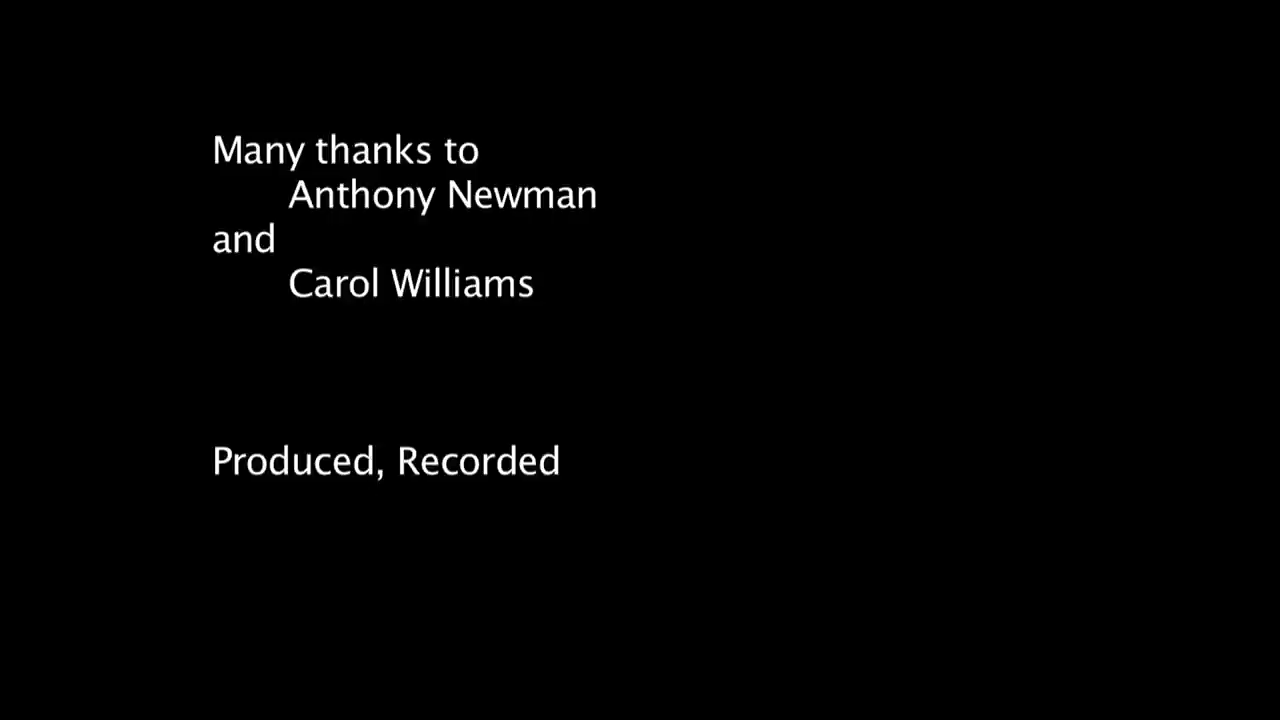 Many thanks to
Anthony Newman
and
Carol Williams
Produced, Recorded